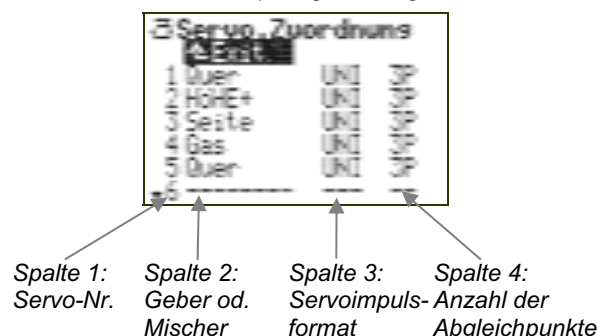 Servo.Zuordnung
Exit
1 Quer UNI 3P
2 HöHE+ UNI 3P
3 Seite UNI 3P
4 Gas UNI 3P
5 Quer UNI 3P
6 -------- --- --
Spalte 1: Spalte 2: Spalte 3: Spalte 4:
Servo-Nr. Geber od. Servoimpuls- Anzahl der
Mischer format Abgleichpunkte